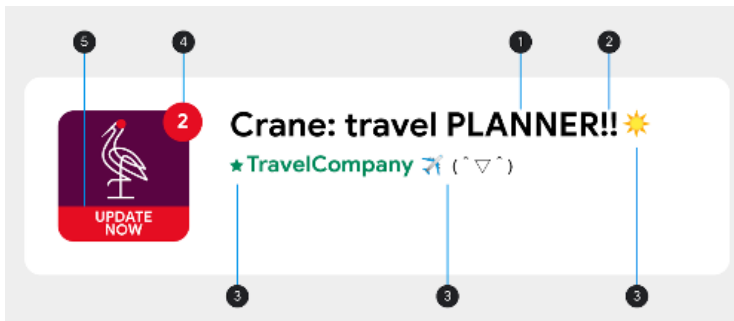 5 4 1 2
2
Crane: travel PLANNER!!☀️
★TravelCompany ✈️ (ˆ▽ˆ)
UPDATE
NOW
3 3 3